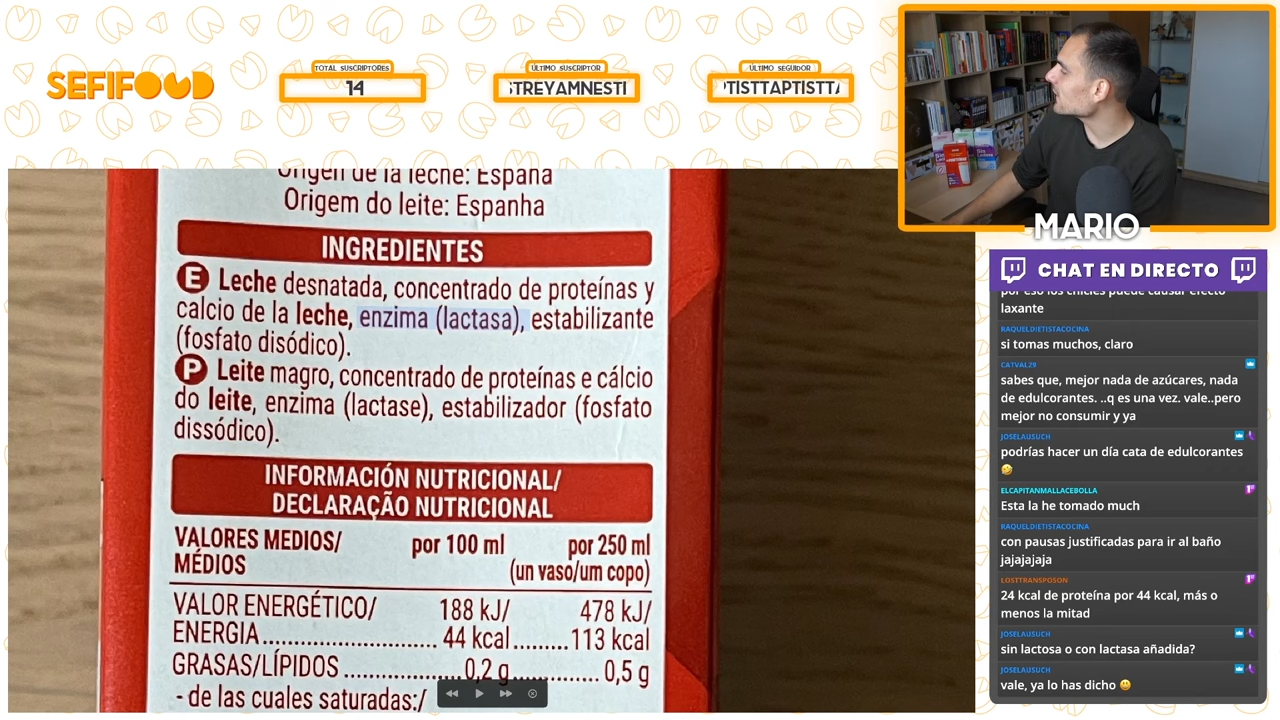 SEFIFOOD
TOTAL SUSCRIPTORES
14
ÚLTIMO SUSCRIPTOR
STREYAMNESTI
ÚLTIMO SEGUIDOR
TISTTAPTISTTA
MARIO
Origen de la leche: España
Origem do leite: Espanha
INGREDIENTES
E Leche desnatada, concentrado de proteínas y
calcio de la leche, enzima (lactasa), estabilizante
(fosfato disódico).
P Leite magro, concentrado de proteínas e cálcio
do leite, enzima (lactase), estabilizador (fosfato
dissódico).
INFORMACIÓN NUTRICIONAL/
DECLARAÇÃO NUTRICIONAL
VALORES MEDIOS/ por 100 ml por 250 ml
MÉDIOS (un vaso/um copo)
VALOR ENERGÉTICO/ 188 kJ/ 478 kJ/
ENERGIA..................... 44 kcal.........113 kcal
GRASAS/LÍPIDOS ..................0,2 g.............. 0,5 g
- de las cuales saturadas:/
CHAT EN DIRECTO
por eso los chicles puede causar efecto
laxante
RAQUELDIETISTACOCINA
si tomas muchos, claro
CATVAL29
sabes que, mejor nada de azúcares, nada
de edulcorantes. ..q es una vez. vale..pero
mejor no consumir y ya
JOSELAUSUCH
podrías hacer un día cata de edulcorantes
🤣
ELCAPITANMALLACEBOLLA
Esta la he tomado much
RAQUELDIETISTACOCINA
con pausas justificadas para ir al baño
jajajajaja
LOSTTRANSPOSON
24 kcal de proteína por 44 kcal, más o
menos la mitad
JOSELAUSUCH
sin lactosa o con lactasa añadida?
JOSELAUSUCH
vale, ya lo has dicho 😀